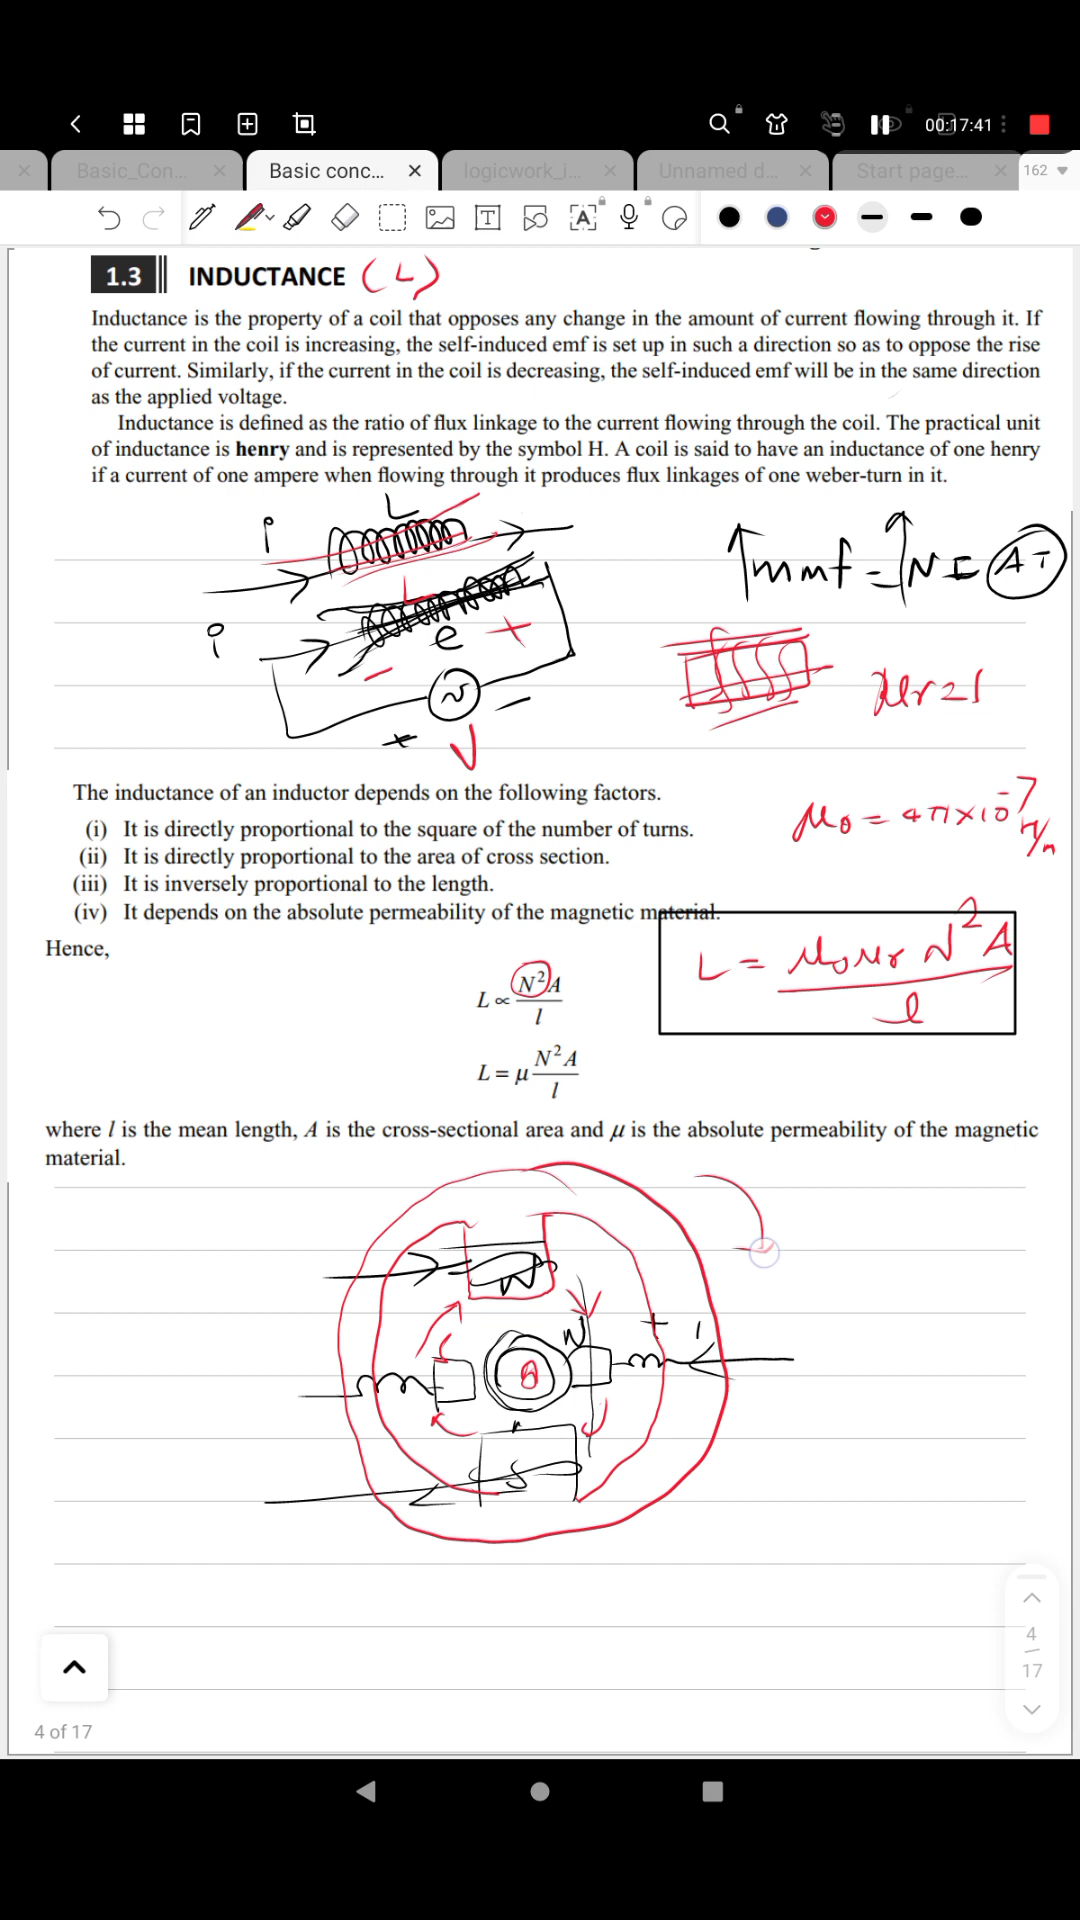 00:17:41
Basic_Con...
Basic conc...
logicwork_i...
Unnamed d...
Start page...
162
1.3 INDUCTANCE (L)
Inductance is the property of a coil that opposes any change in the amount of current flowing through it. If
the current in the coil is increasing, the self-induced emf is set up in such a direction so as to oppose the rise
of current. Similarly, if the current in the coil is decreasing, the self-induced emf will be in the same direction
as the applied voltage.
Inductance is defined as the ratio of flux linkage to the current flowing through the coil. The practical unit
of inductance is henry and is represented by the symbol H. A coil is said to have an inductance of one henry
if a current of one ampere when flowing through it produces flux linkages of one weber-turn in it.
L
i
mmf = NI (AT)
L
i
e +
-
μr=1
+ V -
The inductance of an inductor depends on the following factors.
μ0 = 4π×10^-7 H/m
(i) It is directly proportional to the square of the number of turns.
(ii) It is directly proportional to the area of cross section.
(iii) It is inversely proportional to the length.
(iv) It depends on the absolute permeability of the magnetic material.
Hence,
L = μ0μr N²A / l
L ∝ N²A / l
L = μ N²A / l
where l is the mean length, A is the cross-sectional area and μ is the absolute permeability of the magnetic
material.
N
N + i
S
4
17
4 of 17